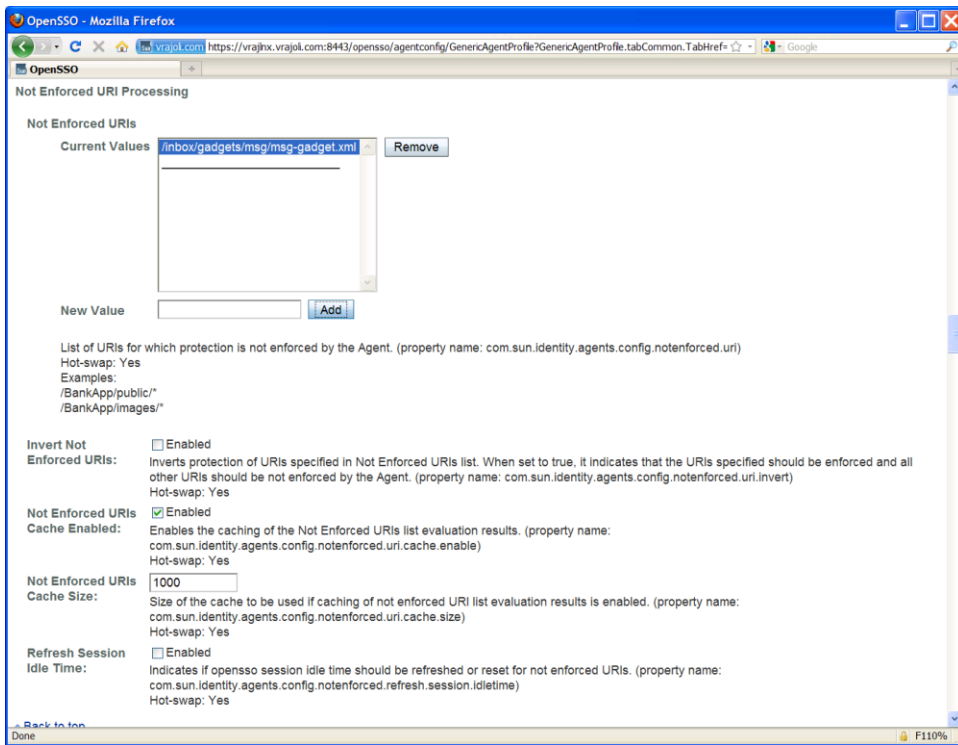 OpenSSO - Mozilla Firefox
vrajol.com https://vrajlnx.vrajoli.com:8443/opensso/agentconfig/GenericAgentProfile?GenericAgentProfile.tabCommon.TabHref= Google
OpenSSO
Not Enforced URI Processing
Not Enforced URIs
Current Values /inbox/gadgets/msg/msg-gadget.xml Remove
New Value Add
List of URIs for which protection is not enforced by the Agent. (property name: com.sun.identity.agents.config.notenforced.uri)
Hot-swap: Yes
Examples:
/BankApp/public/*
/BankApp/images/*
Invert Not Enforced URIs:
Enabled
Inverts protection of URIs specified in Not Enforced URIs list. When set to true, it indicates that the URIs specified should be enforced and all
other URIs should be not enforced by the Agent. (property name: com.sun.identity.agents.config.notenforced.uri.invert)
Hot-swap: Yes
Not Enforced URIs Cache Enabled:
Enabled
Enables the caching of the Not Enforced URIs list evaluation results. (property name:
com.sun.identity.agents.config.notenforced.uri.cache.enable)
Hot-swap: Yes
Not Enforced URIs Cache Size:
1000
Size of the cache to be used if caching of not enforced URI list evaluation results is enabled. (property name:
com.sun.identity.agents.config.notenforced.uri.cache.size)
Hot-swap: Yes
Refresh Session Idle Time:
Enabled
Indicates if opensso session idle time should be refreshed or reset for not enforced URIs. (property name:
com.sun.identity.agents.config.notenforced.refresh.session.idletime)
Hot-swap: Yes
Back to top
Done F110%